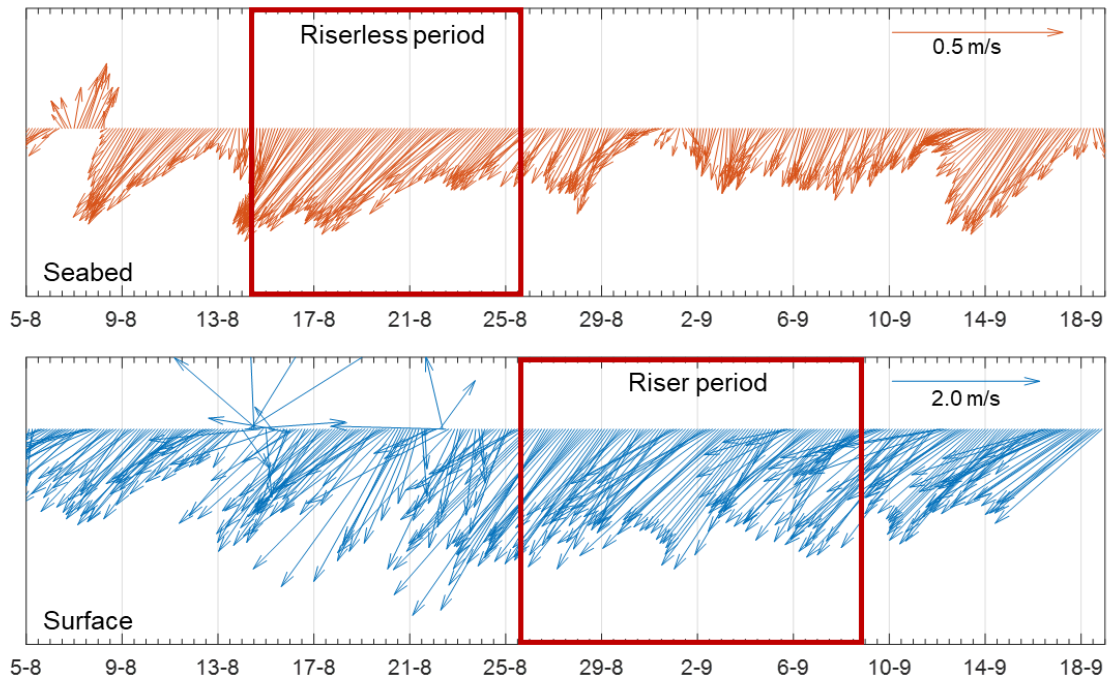 Riserless period
0.5 m/s
Seabed
5-8 9-8 13-8 17-8 21-8 25-8 29-8 2-9 6-9 10-9 14-9 18-9
Riser period
2.0 m/s
Surface
5-8 9-8 13-8 17-8 21-8 25-8 29-8 2-9 6-9 10-9 14-9 18-9